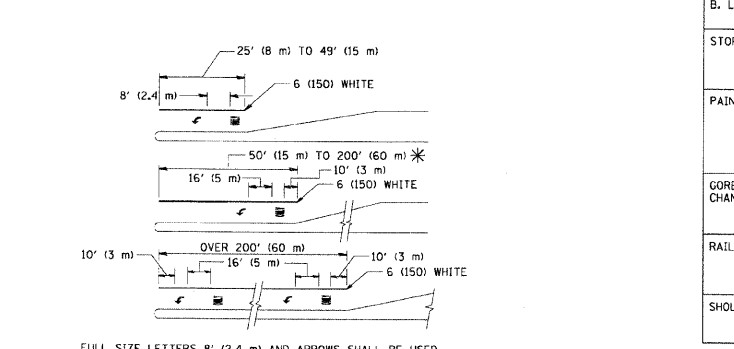 25' (8 m) TO 49' (15 m)
6 (150) WHITE
8' (2.4 m)
50' (15 m) TO 200' (60 m)
10' (3 m)
16' (5 m)
6 (150) WHITE
OVER 200' (60 m)
10' (3 m)
16' (5 m)
10' (3 m)
6 (150) WHITE
FULL SIZE LETTERS 8' (2.4 m) AND ARROWS SHALL BE USED
B. L
STOP
PAIN
GORE
CHAN
RAIL
SHOU